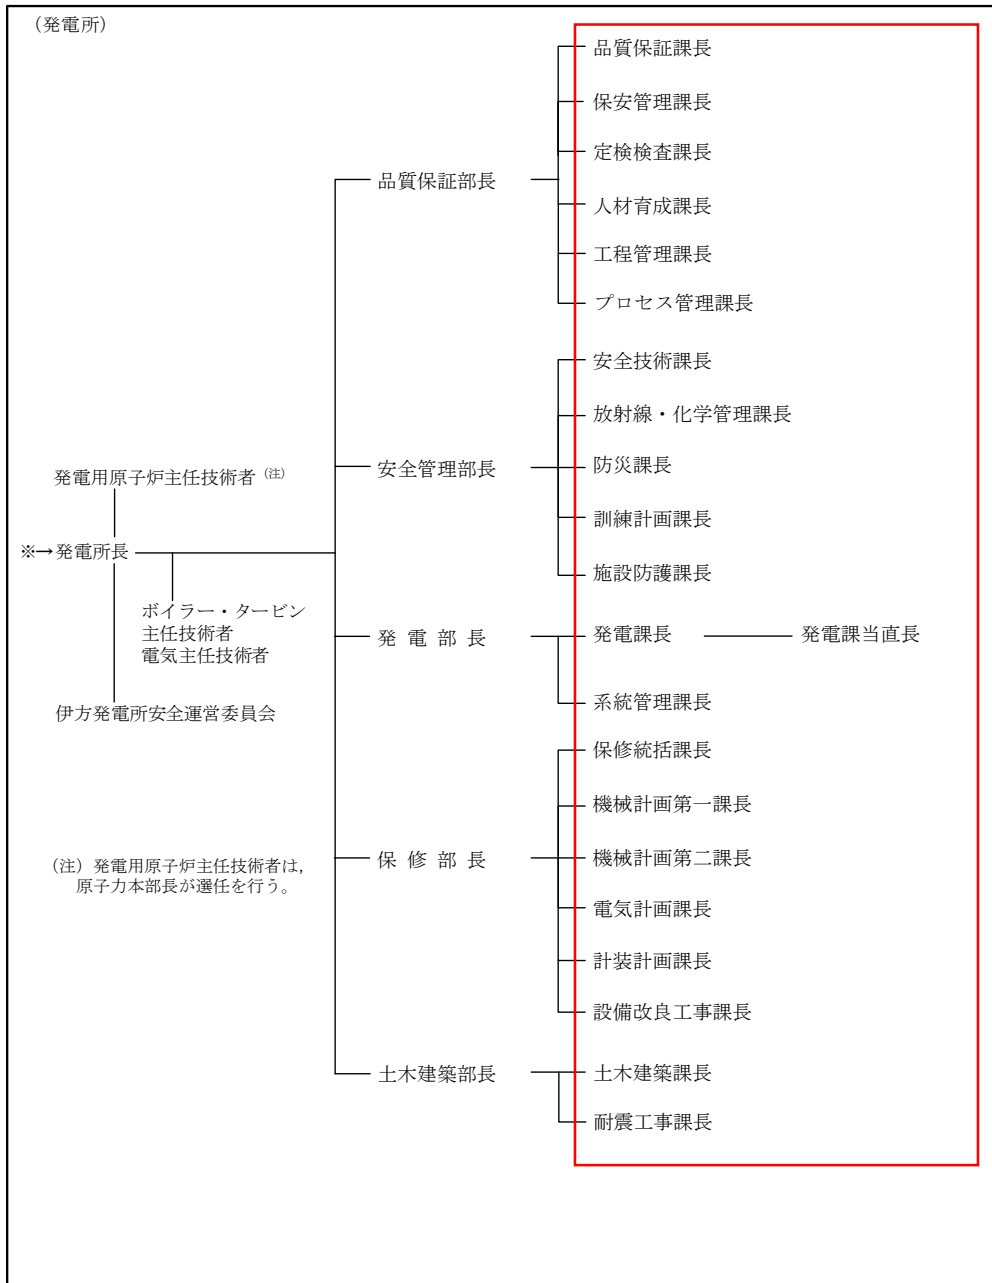 （発電所）
品質保証課長
保安管理課長
定検検査課長
品質保証部長
人材育成課長
工程管理課長
プロセス管理課長
安全技術課長
放射線・化学管理課長
安全管理部長
防災課長
訓練計画課長
施設防護課長
発電用原子炉主任技術者（注）
※→発電所長
ボイラー・タービン
主任技術者
電気主任技術者
伊方発電所安全運営委員会
発電部長
発電課長
発電課当直長
系統管理課長
保修統括課長
機械計画第一課長
保修部長
機械計画第二課長
電気計画課長
計装計画課長
設備改良工事課長
（注）発電用原子炉主任技術者は，
原子力本部長が選任を行う。
土木建築部長
土木建築課長
耐震工事課長